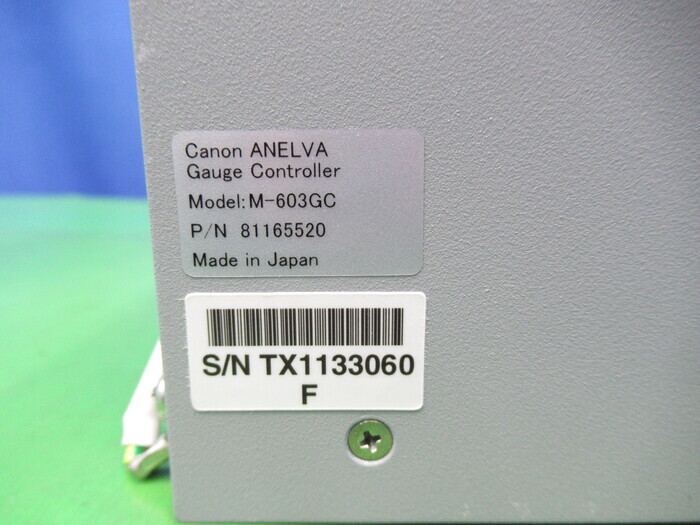 Canon ANELVA
Gauge Controller
Model:M-603GC
P/N 81165520
Made in Japan
S/N TX1133060
F